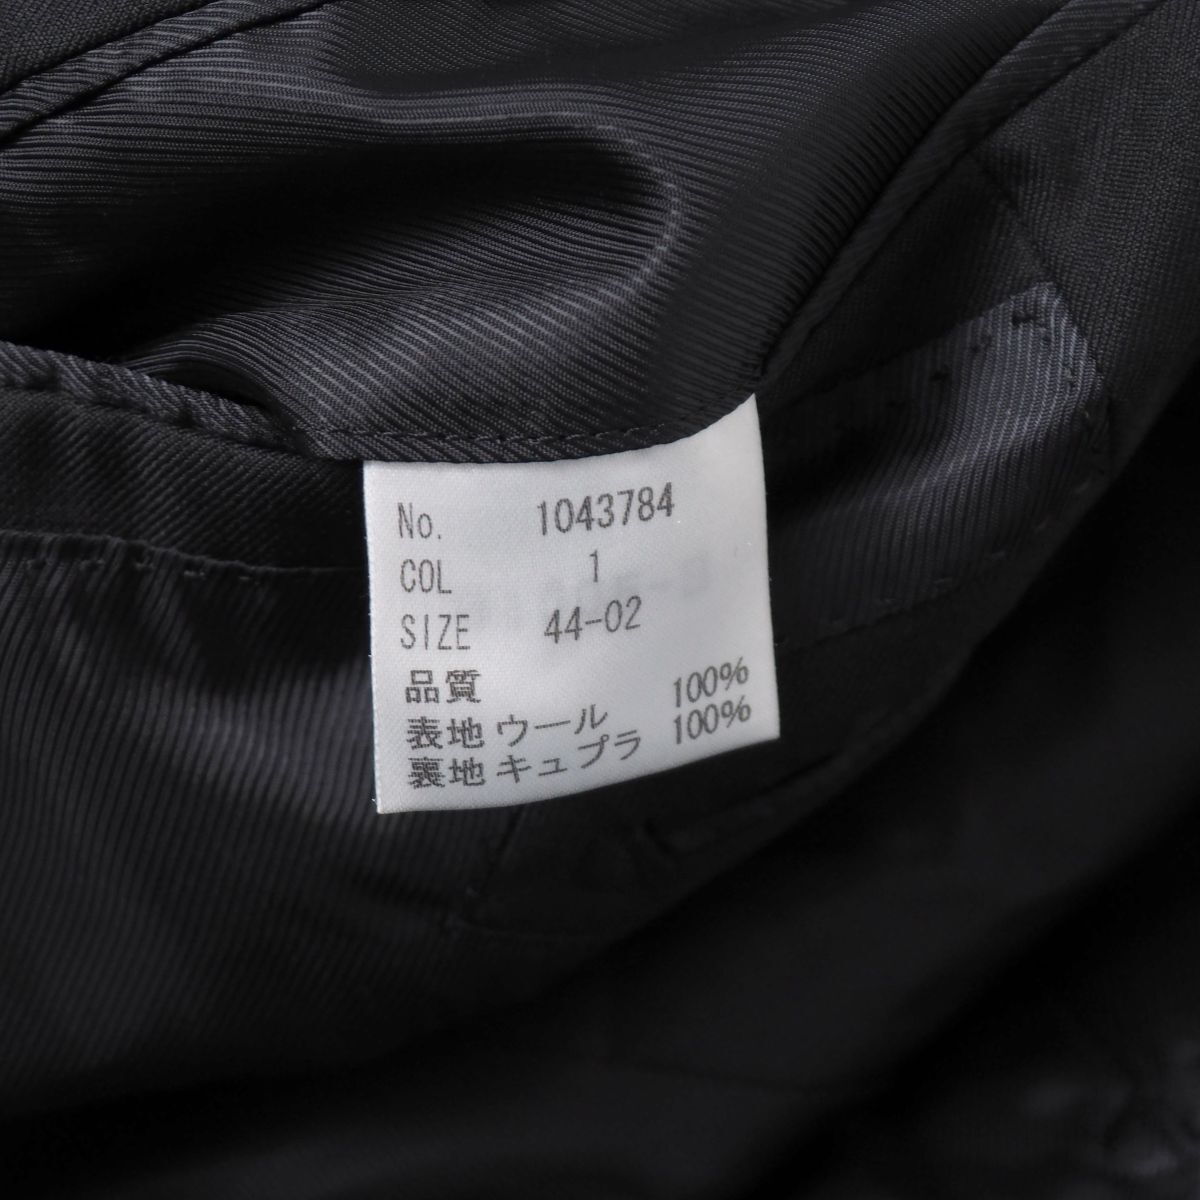 No. 1043784
COL 1
SIZE 44-02
品質
表地 ウール 100%
裏地 キュプラ 100%